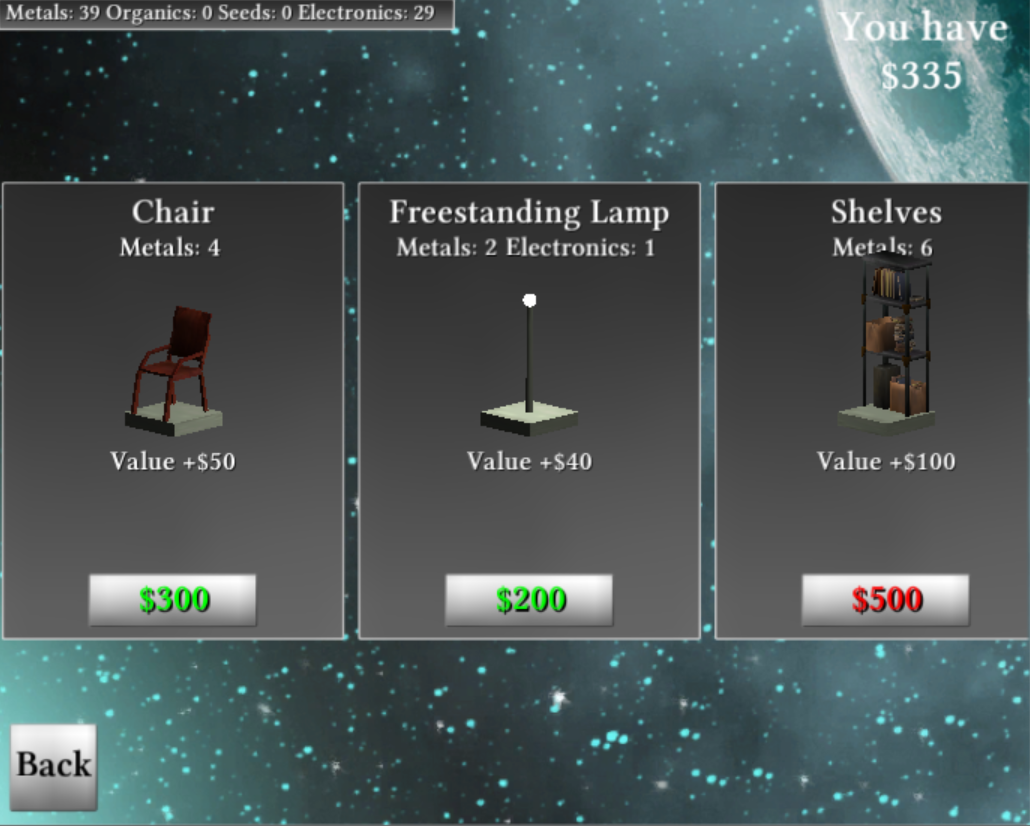 Metals: 39 Organics: 0 Seeds: 0 Electronics: 29
You have
$335
Chair
Metals: 4
Value +$50
$300
Freestanding Lamp
Metals: 2 Electronics: 1
Value +$40
$200
Shelves
Metals: 6
Value +$100
$500
Back